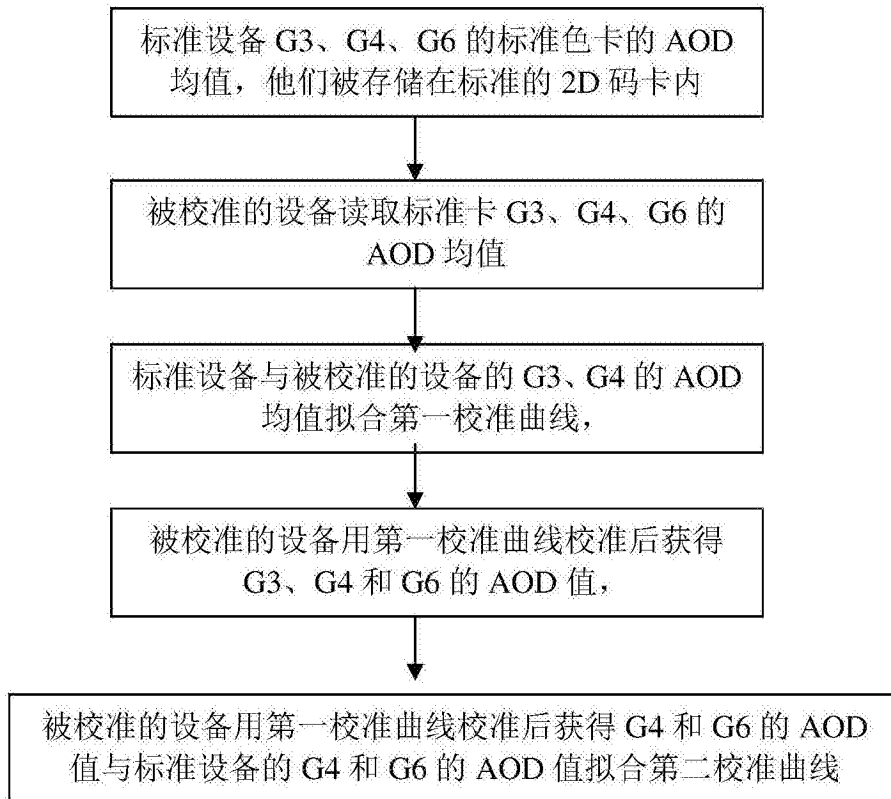 标准设备 G3、G4、G6 的标准色卡的 AOD
均值，他们被存储在标准的 2D 码卡内
被校准的设备读取标准卡 G3、G4、G6 的
AOD 均值
标准设备与被校准的设备的 G3、G4 的 AOD
均值拟合第一校准曲线，
被校准的设备用第一校准曲线校准后获得
G3、G4 和 G6 的 AOD 值，
被校准的设备用第一校准曲线校准后获得 G4 和 G6 的 AOD
值与标准设备的 G4 和 G6 的 AOD 值拟合第二校准曲线